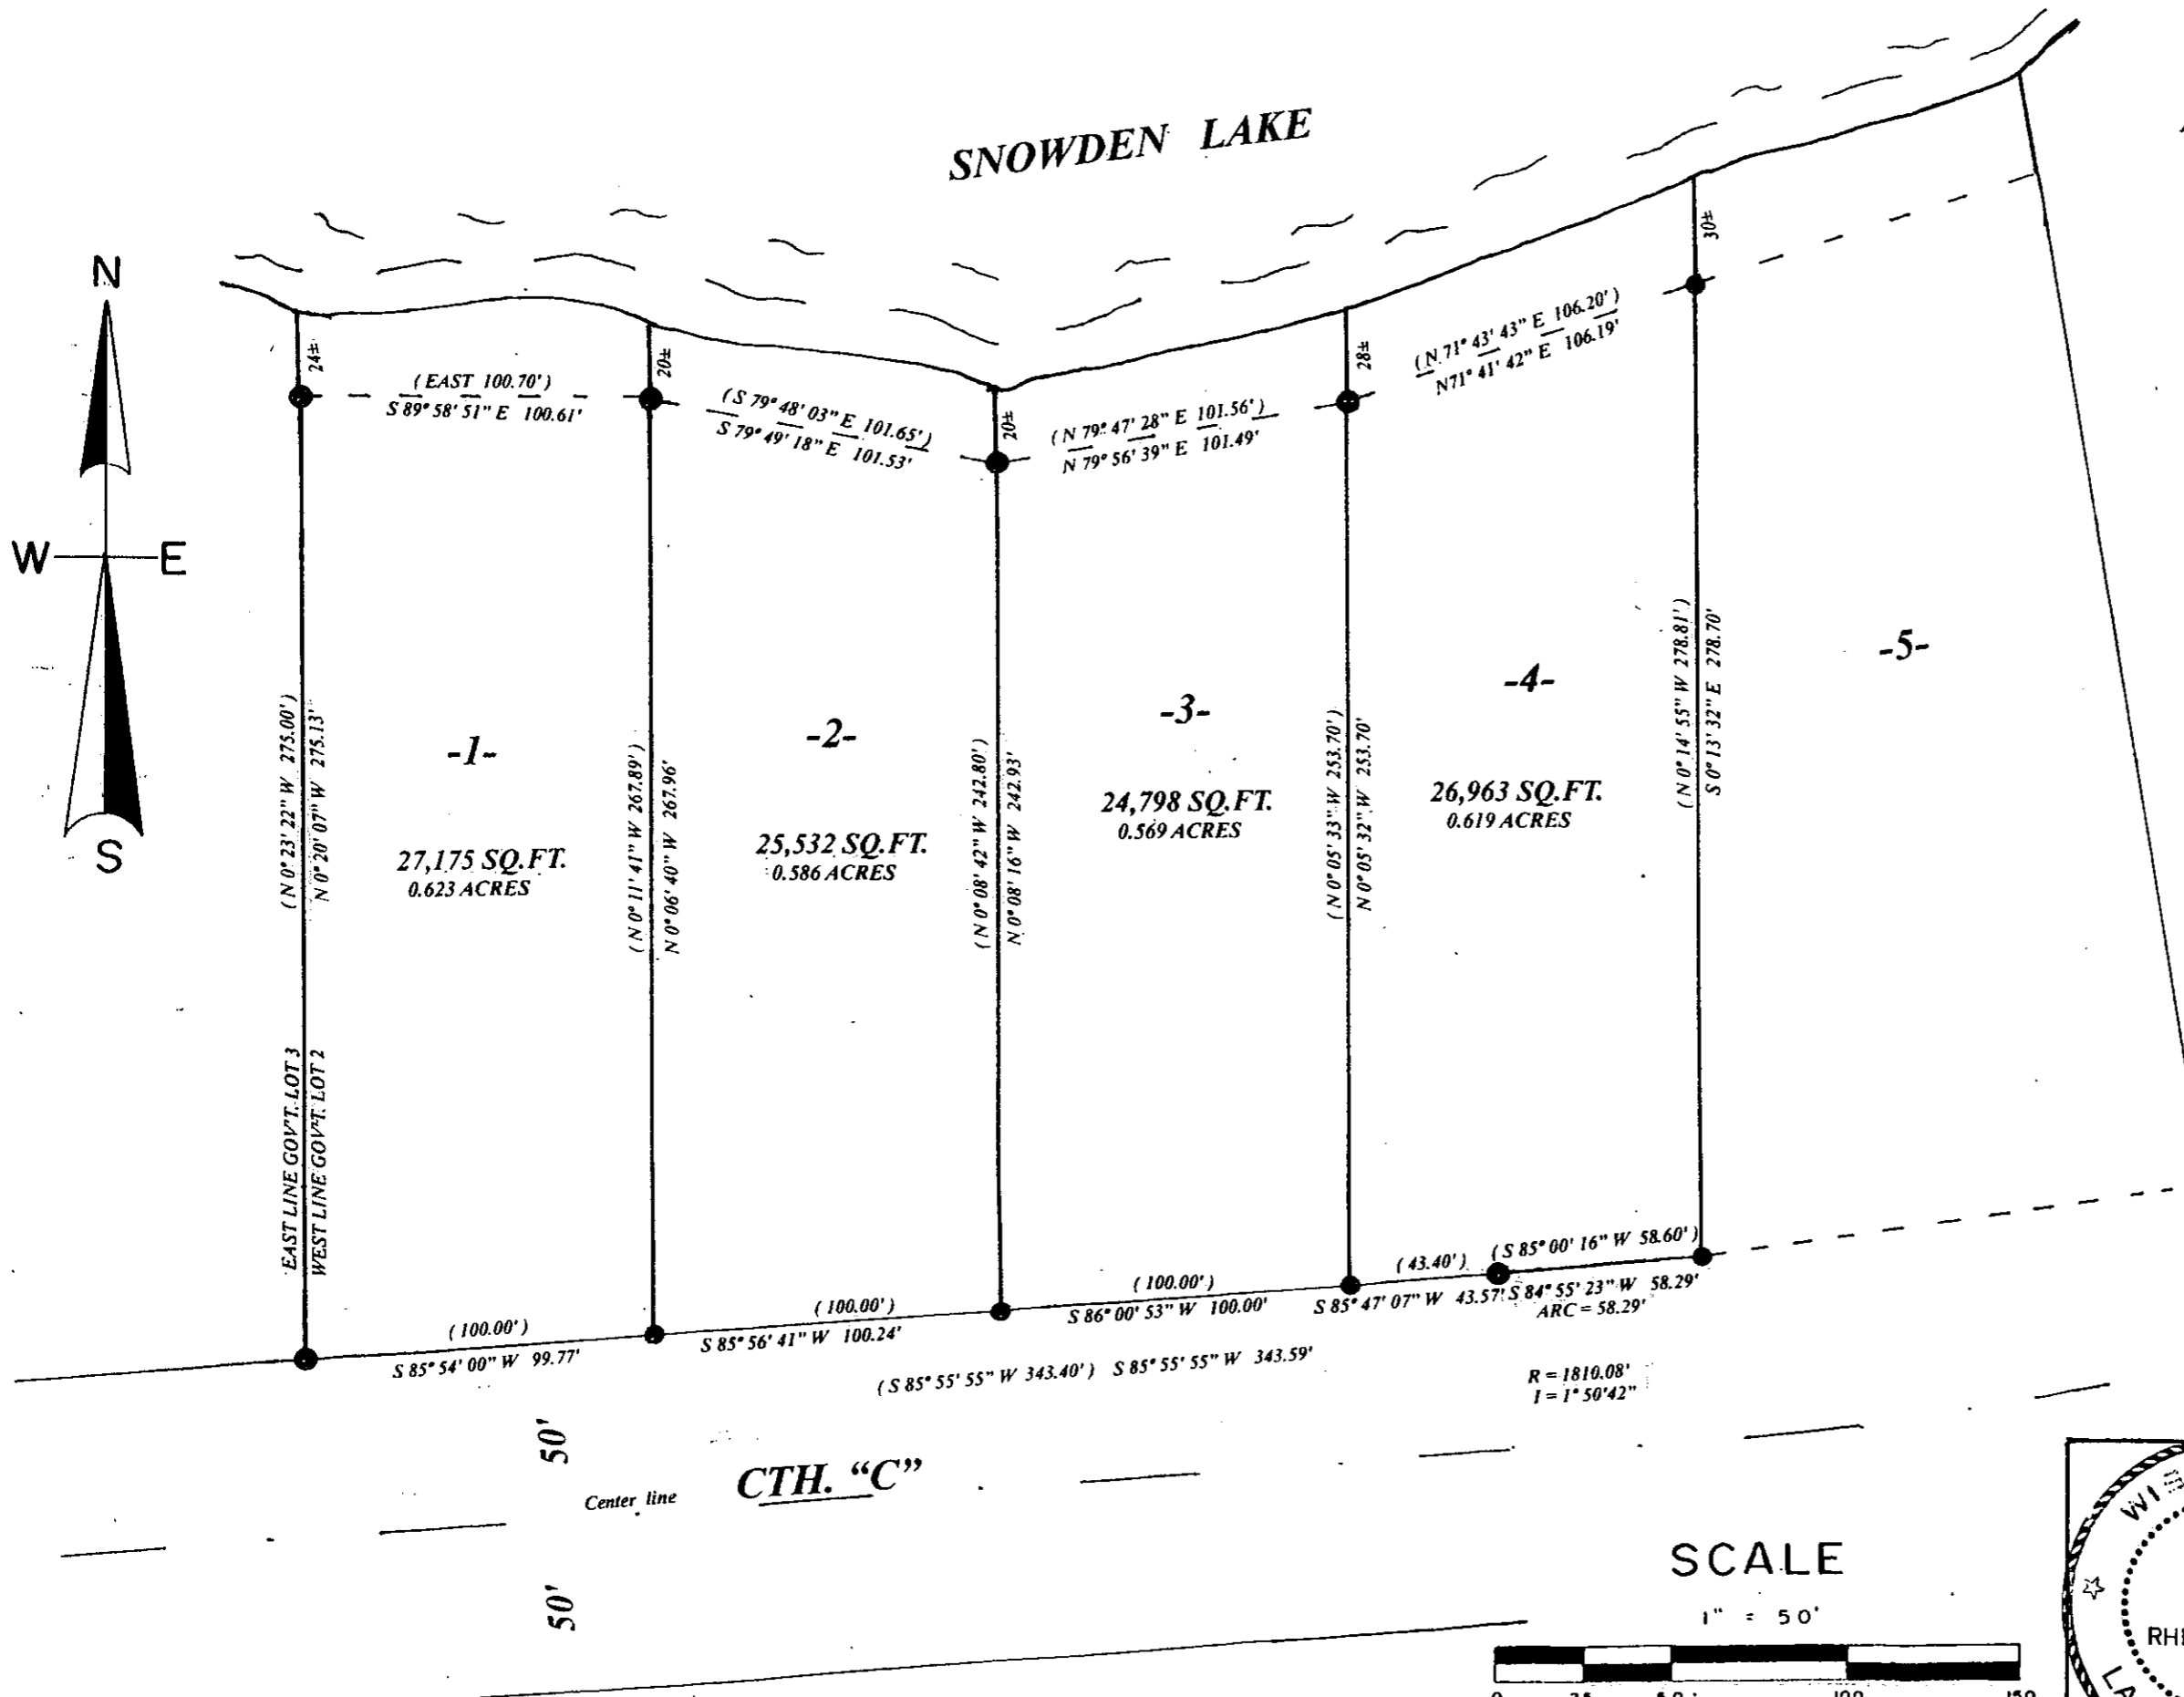 SNOWDEN LAKE
N
W E
S
24±
20±
20±
28±
30±
( EAST 100.70' )
S 89° 58' 51" E 100.61'
( S 79° 48' 03" E 101.65' )
S 79° 49' 18" E 101.53'
( N 79° 47' 28" E 101.56' )
N 79° 56' 39" E 101.49'
( N 71° 43' 43" E 106.20' )
N71° 41' 42" E 106.19'
( N 0° 23' 22" W 275.00' )
N 0° 20' 07" W 275.13'
-1-
27,175 SQ.FT.
0.623 ACRES
( N 0° 11' 41" W 267.89' )
N 0° 06' 40" W 267.96'
-2-
25,532 SQ.FT.
0.586 ACRES
( N 0° 08' 42" W 242.80' )
N 0° 08' 16" W 242.93'
-3-
24,798 SQ.FT.
0.569 ACRES
( N 0° 05' 33" W 253.70' )
N 0° 05' 32" W 253.70'
-4-
26,963 SQ.FT.
0.619 ACRES
( N 0° 14' 55" W 278.81' )
S 0° 13' 32" E 278.70'
-5-
EAST LINE GOV'T. LOT 3
WEST LINE GOV'T. LOT 2
( 100.00' )
S 85° 54' 00" W 99.77'
( 100.00' )
S 85° 56' 41" W 100.24'
( 100.00' )
S 86° 00' 53" W 100.00'
( 43.40' )
S 85° 47' 07" W 43.57'
( S 85° 00' 16" W 58.60' )
S 84° 55' 23" W 58.29'
ARC = 58.29'
( S 85° 55' 55" W 343.40' ) S 85° 55' 55" W 343.59'
R = 1810.08'
I = 1° 50'42"
50'
Center line CTH. "C"
50'
SCALE
1" = 50'
0 25 50 100 150